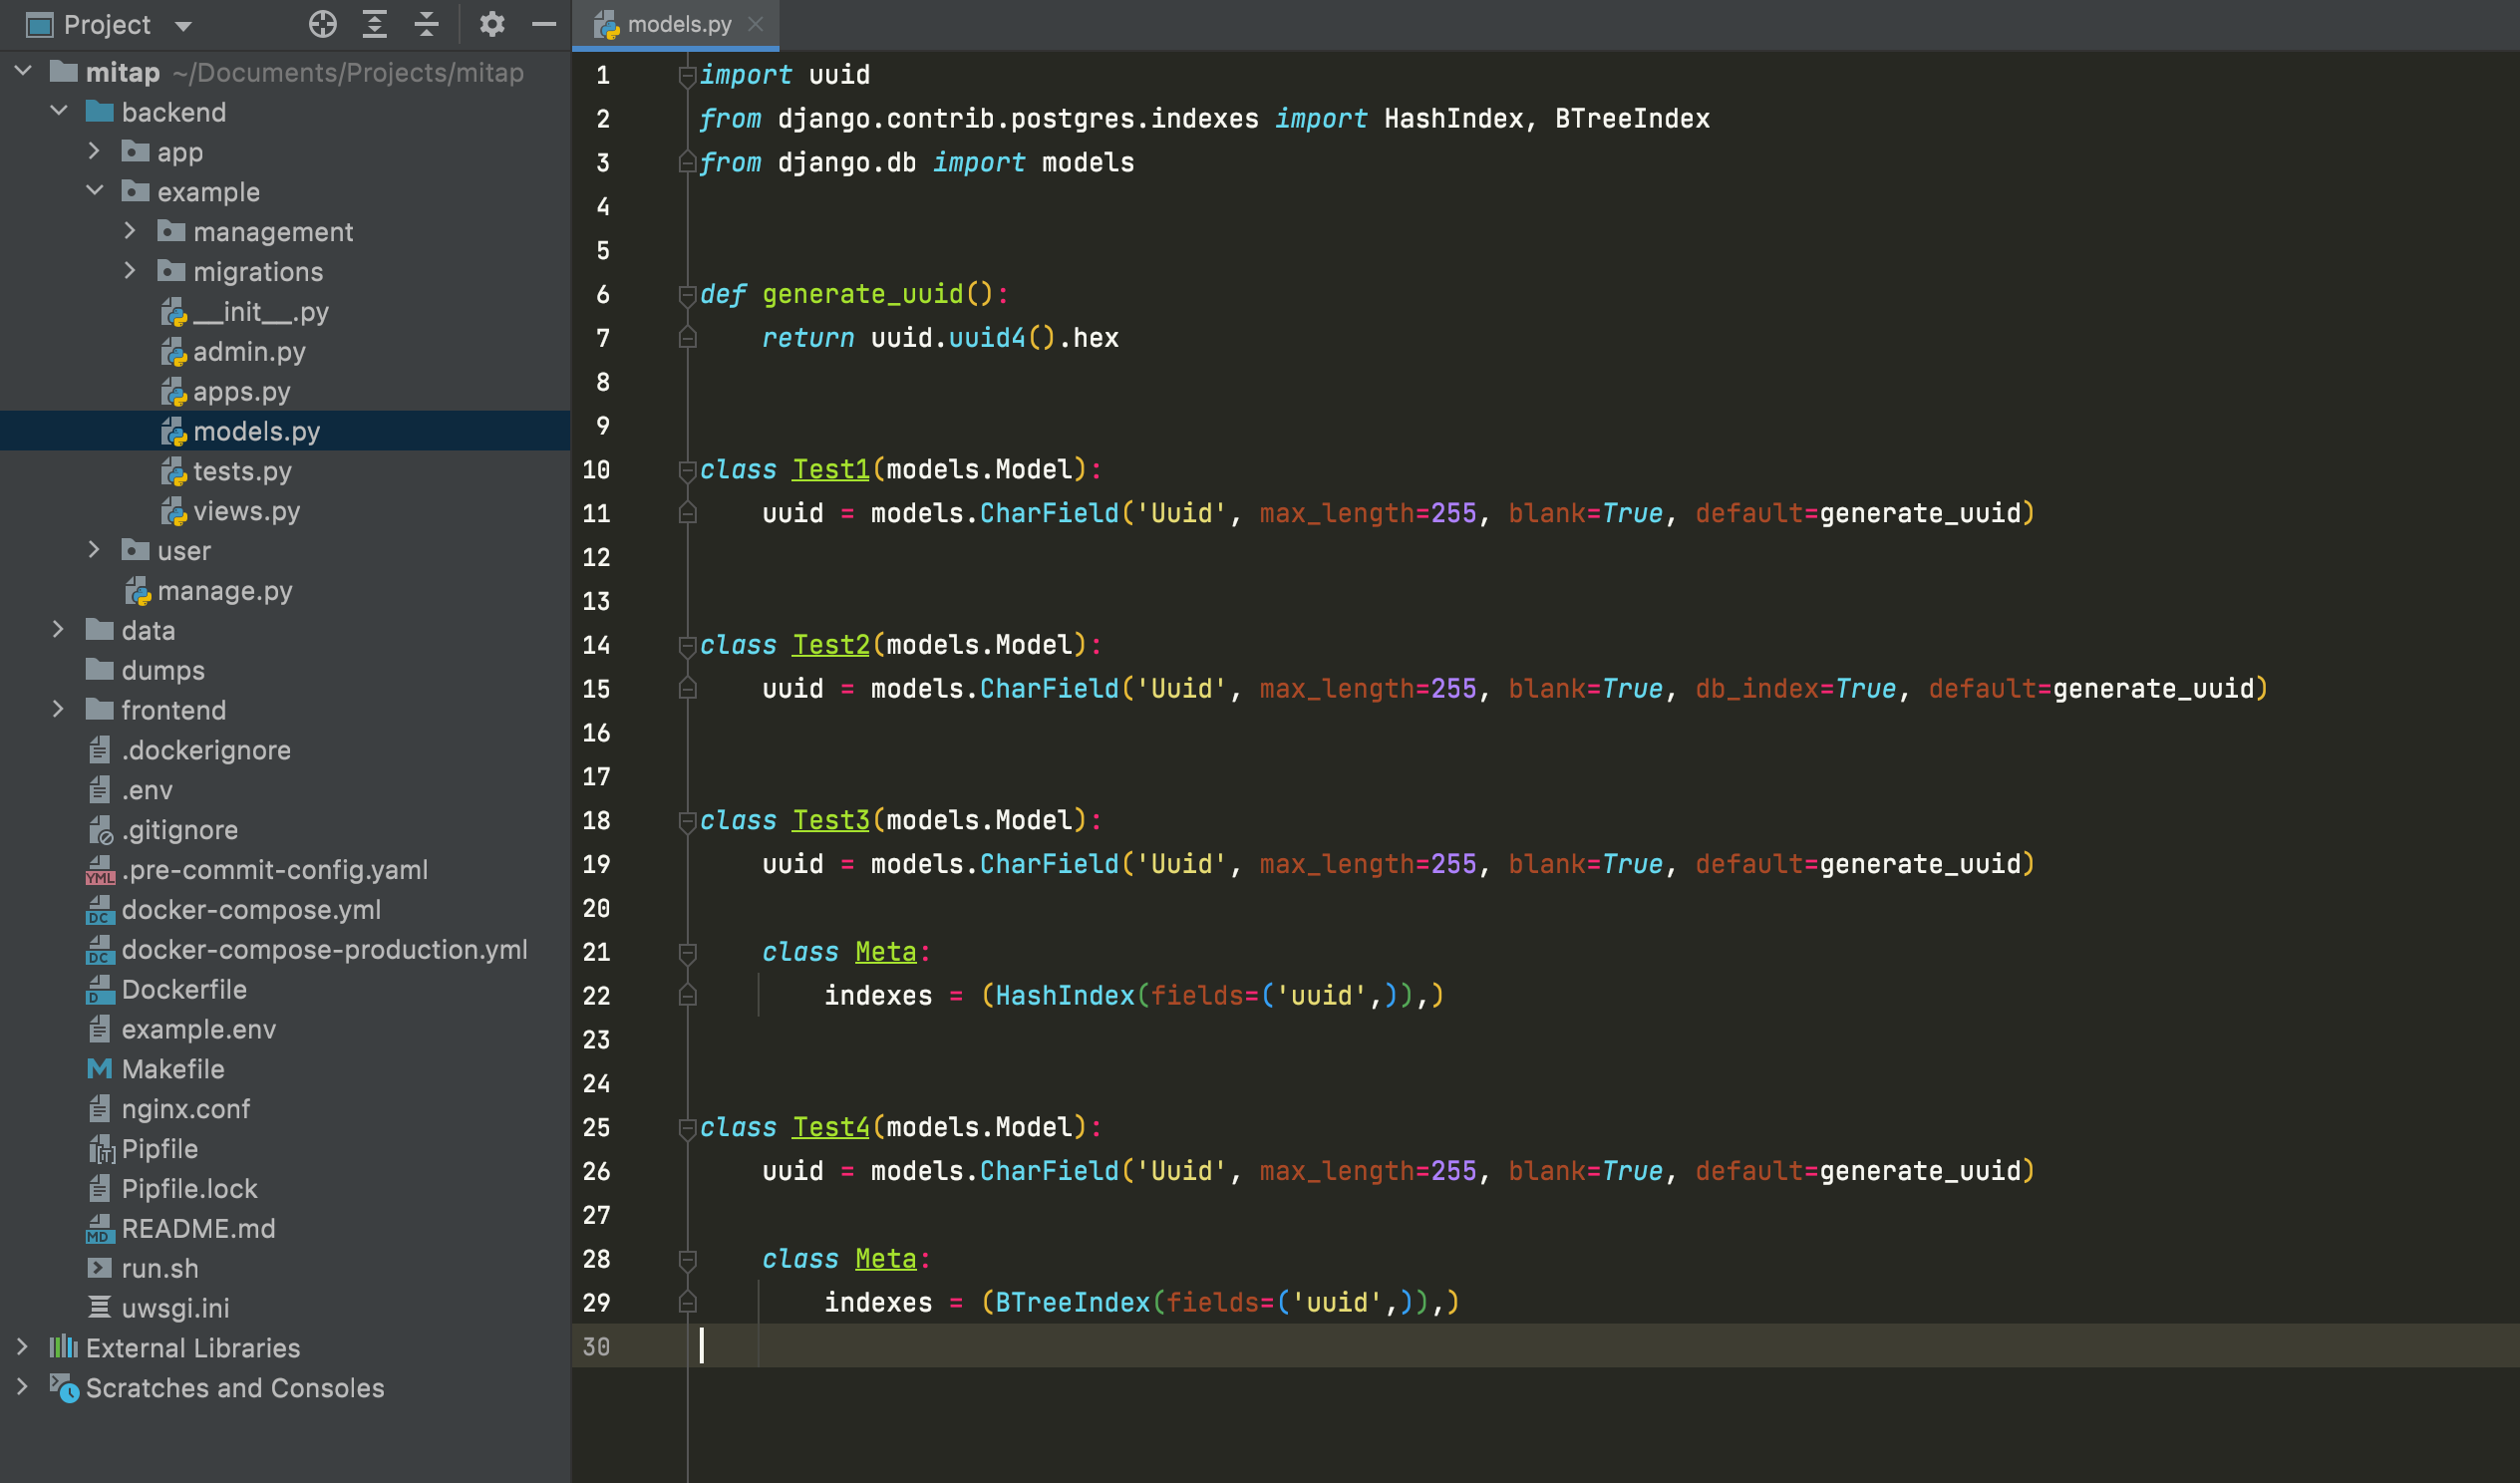 Project
mitap ~/Documents/Projects/mitap
backend
app
example
management
migrations
__init__.py
admin.py
apps.py
models.py
tests.py
views.py
user
manage.py
data
dumps
frontend
.dockerignore
.env
.gitignore
YML .pre-commit-config.yaml
DC docker-compose.yml
DC docker-compose-production.yml
D Dockerfile
example.env
M Makefile
nginx.conf
[T] Pipfile
Pipfile.lock
MD README.md
run.sh
uwsgi.ini
External Libraries
Scratches and Consoles
models.py
1 import uuid
2 from django.contrib.postgres.indexes import HashIndex, BTreeIndex
3 from django.db import models
4
5
6 def generate_uuid():
7     return uuid.uuid4().hex
8
9
10 class Test1(models.Model):
11     uuid = models.CharField('Uuid', max_length=255, blank=True, default=generate_uuid)
12
13
14 class Test2(models.Model):
15     uuid = models.CharField('Uuid', max_length=255, blank=True, db_index=True, default=generate_uuid)
16
17
18 class Test3(models.Model):
19     uuid = models.CharField('Uuid', max_length=255, blank=True, default=generate_uuid)
20
21     class Meta:
22         indexes = (HashIndex(fields=('uuid',)),)
23
24
25 class Test4(models.Model):
26     uuid = models.CharField('Uuid', max_length=255, blank=True, default=generate_uuid)
27
28     class Meta:
29         indexes = (BTreeIndex(fields=('uuid',)),)
30